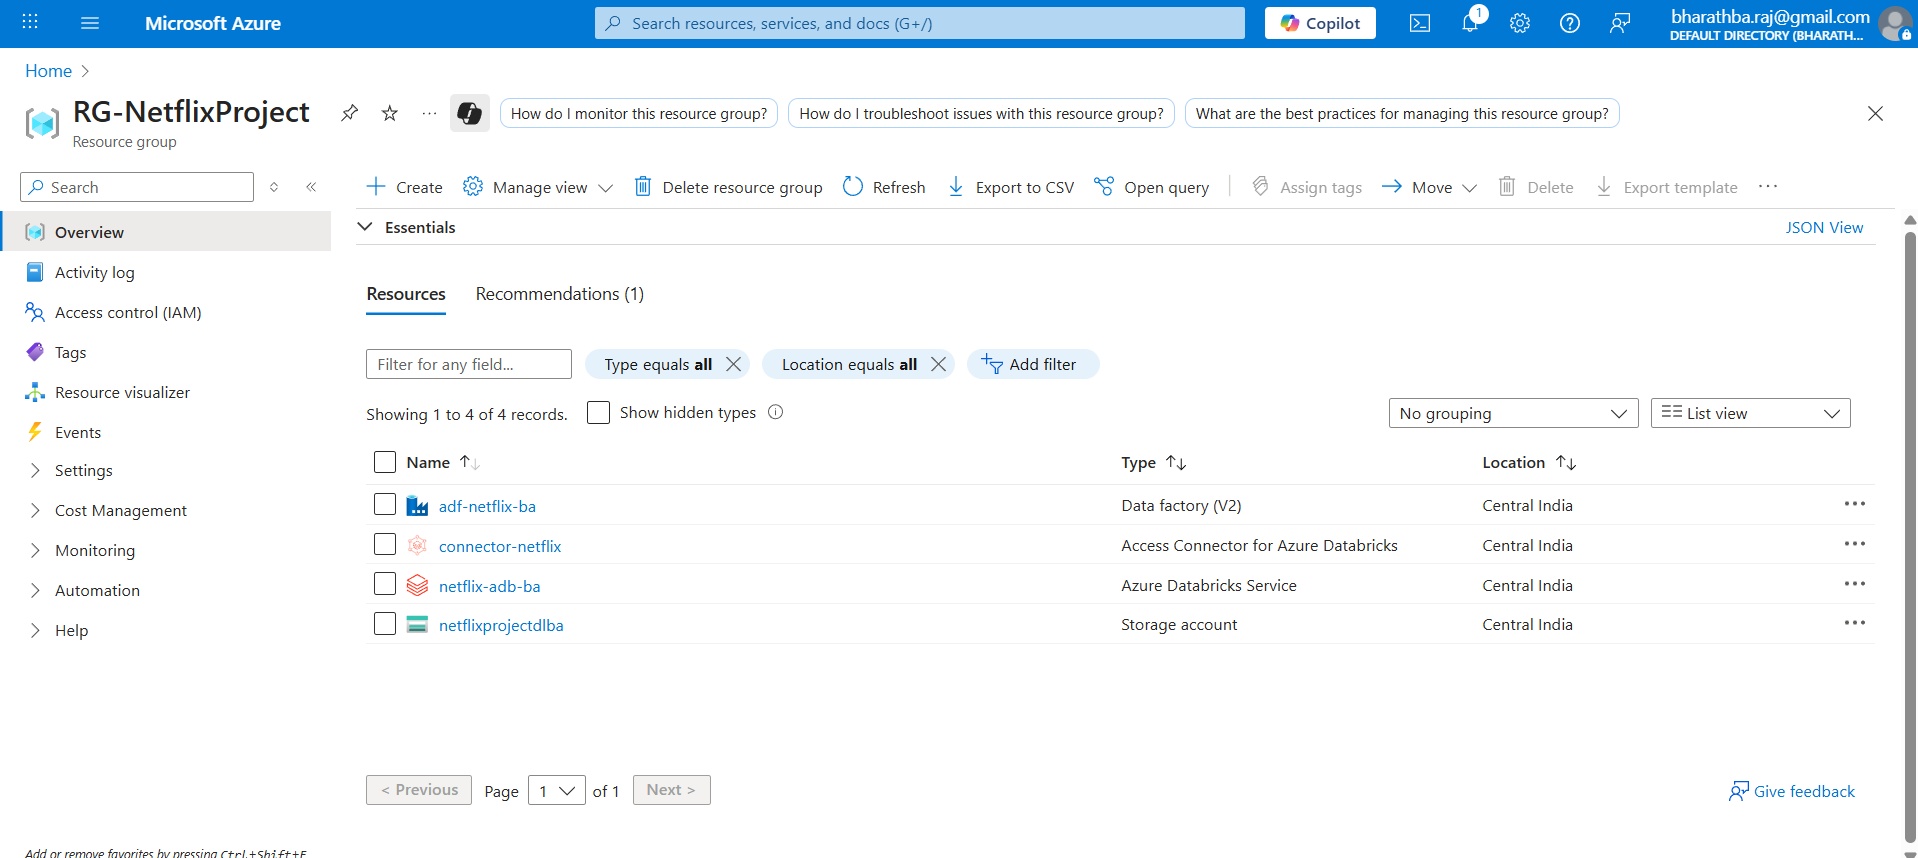 Microsoft Azure
Search resources, services, and docs (G+/)
Copilot
1
bharathba.raj@gmail.com
DEFAULT DIRECTORY (BHARATH...
Home
RG-NetflixProject
Resource group
How do I monitor this resource group?
How do I troubleshoot issues with this resource group?
What are the best practices for managing this resource group?
Search
Create
Manage view
Delete resource group
Refresh
Export to CSV
Open query
Assign tags
Move
Delete
Export template
Overview
Activity log
Access control (IAM)
Tags
Resource visualizer
Events
Settings
Cost Management
Monitoring
Automation
Help
Add or remove favorites by pressing Ctrl+Shift+F
Essentials
JSON View
Resources
Recommendations (1)
Filter for any field...
Type equals all
Location equals all
Add filter
Showing 1 to 4 of 4 records.
Show hidden types
No grouping
List view
Name
Type
Location
adf-netflix-ba
Data factory (V2)
Central India
connector-netflix
Access Connector for Azure Databricks
Central India
netflix-adb-ba
Azure Databricks Service
Central India
netflixprojectdlba
Storage account
Central India
< Previous
Page
1
of 1
Next >
Give feedback